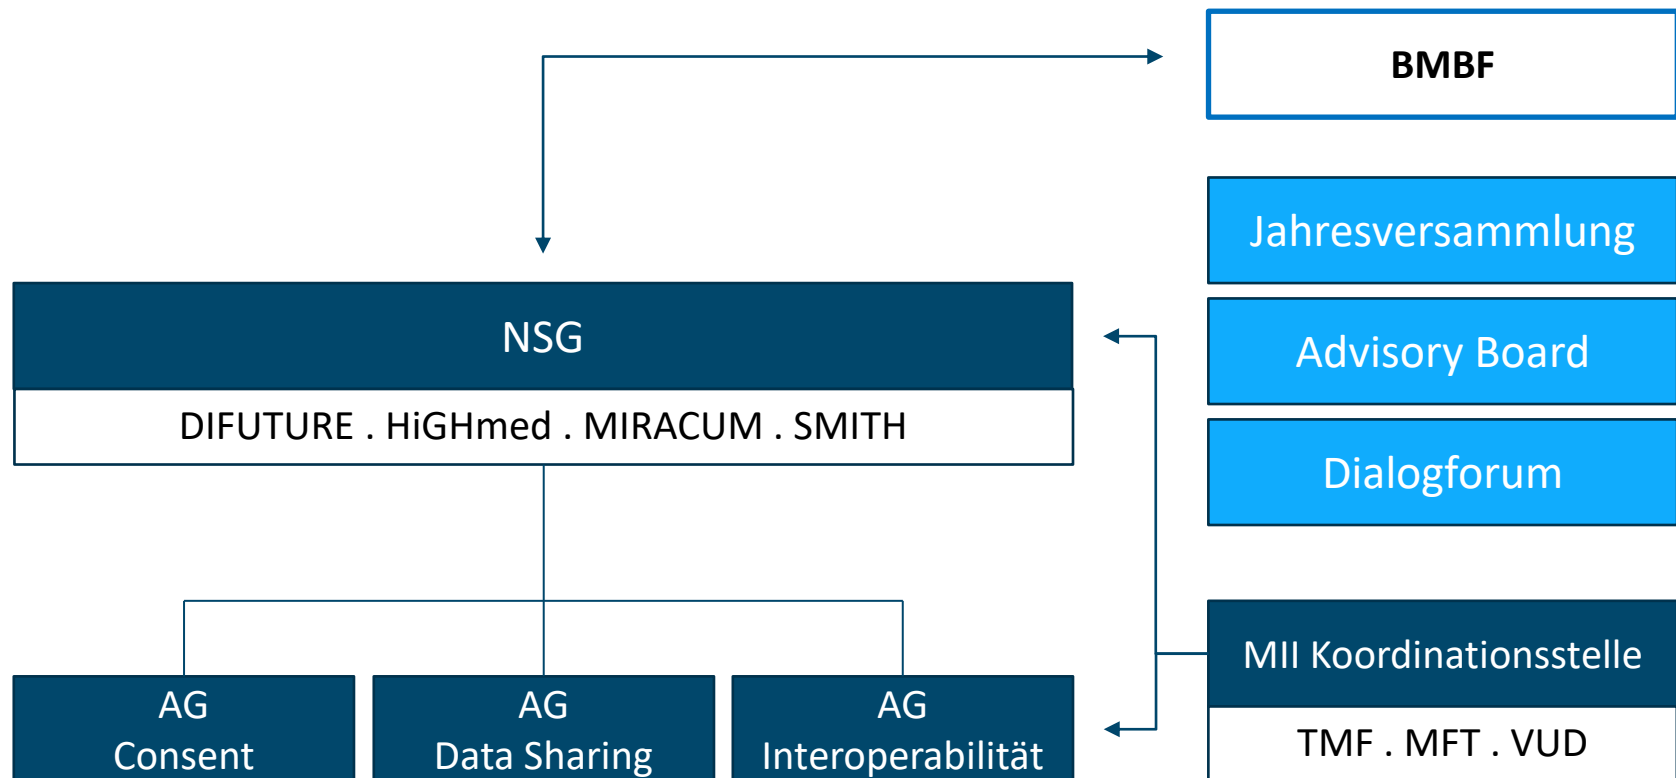 BMBF
Jahresversammlung
NSG
Advisory Board
DIFUTURE . HiGHmed . MIRACUM . SMITH
Dialogforum
MII Koordinationsstelle
TMF . MFT . VUD
AG
Consent
AG
Data Sharing
AG
Interoperabilität